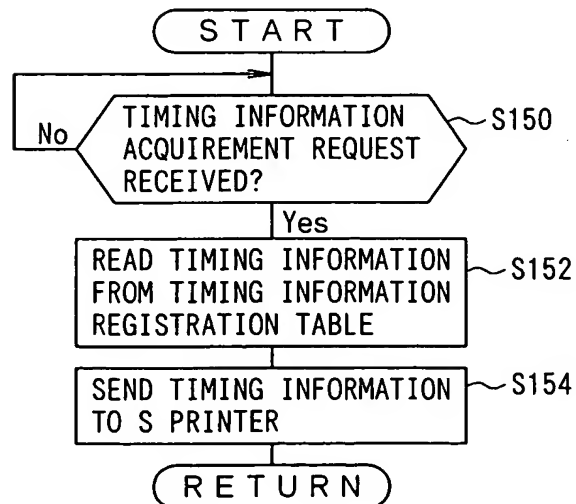 START
TIMING INFORMATION
ACQUIREMENT REQUEST
RECEIVED?
S150
No
Yes
READ TIMING INFORMATION
FROM TIMING INFORMATION
REGISTRATION TABLE
S152
SEND TIMING INFORMATION
TO S PRINTER
S154
RETURN